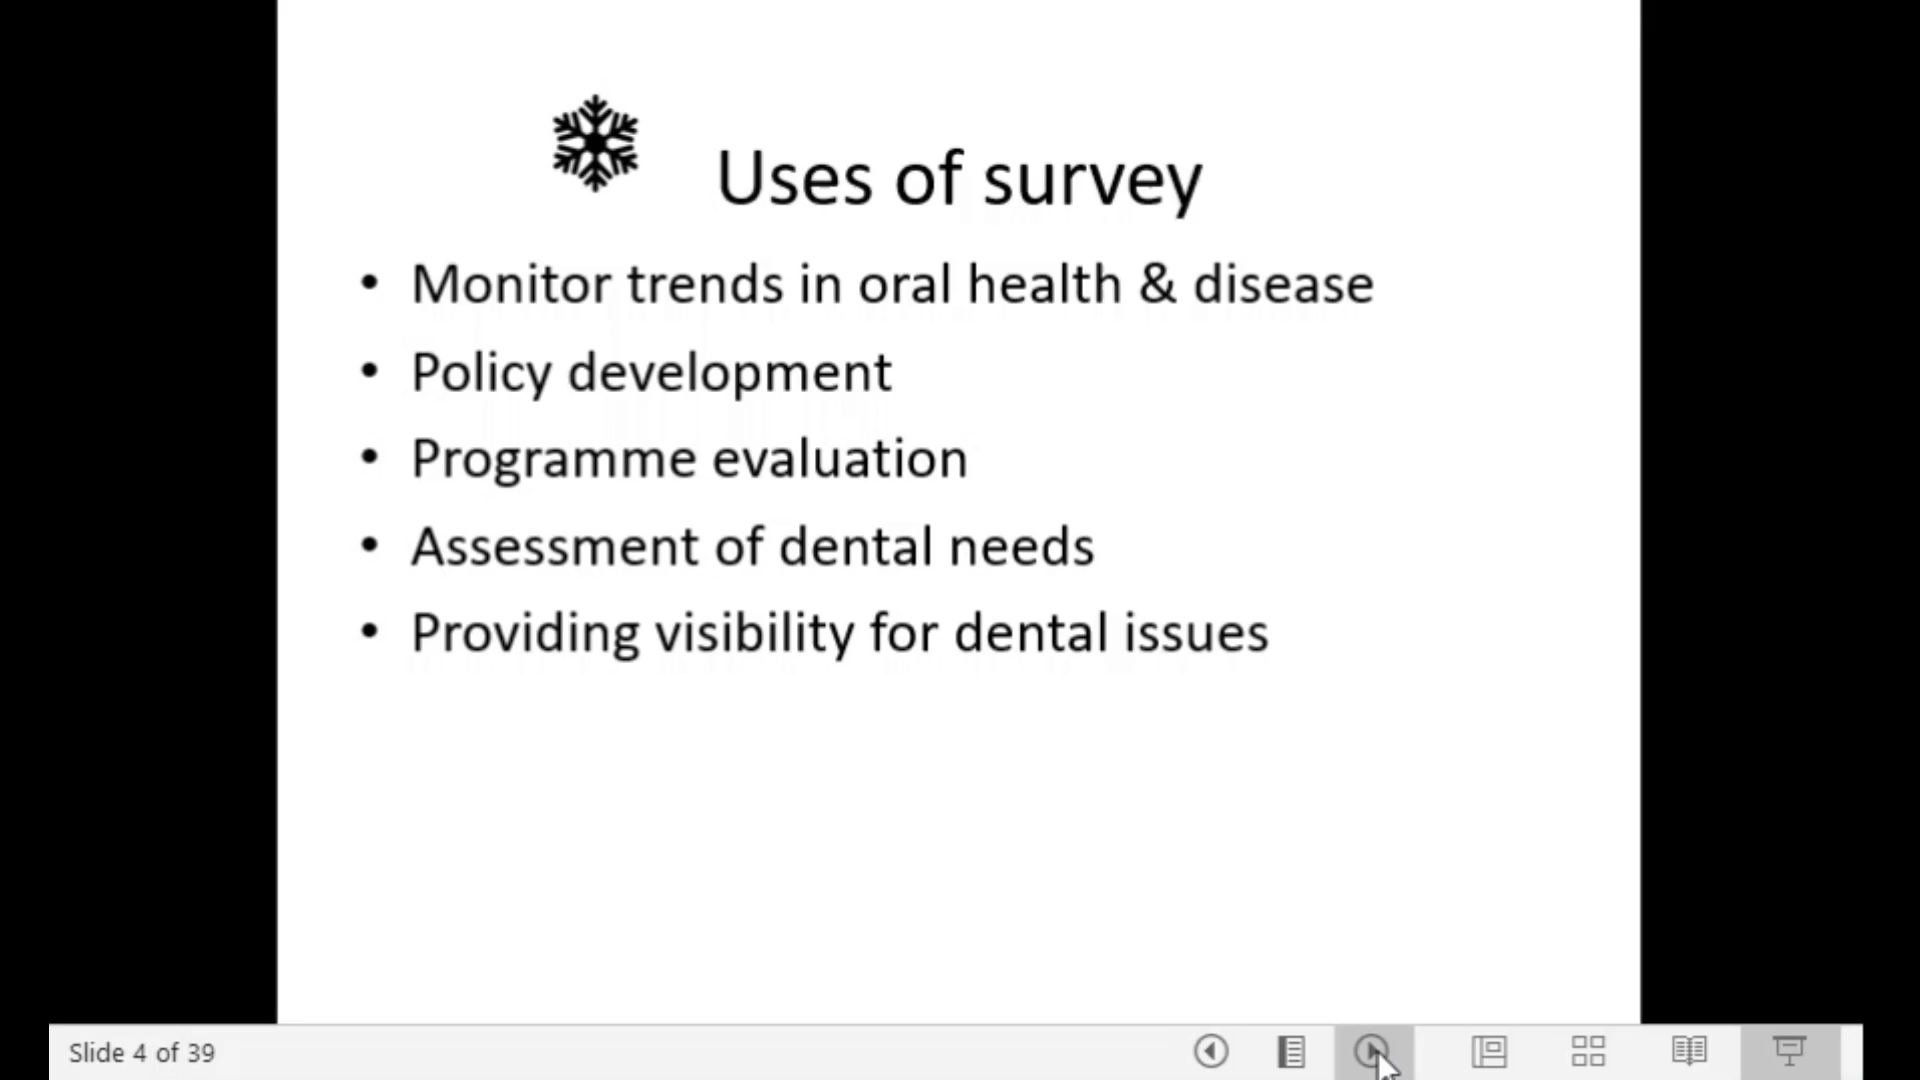 Uses of survey
• Monitor trends in oral health & disease
• Policy development
• Programme evaluation
• Assessment of dental needs
• Providing visibility for dental issues
Slide 4 of 39